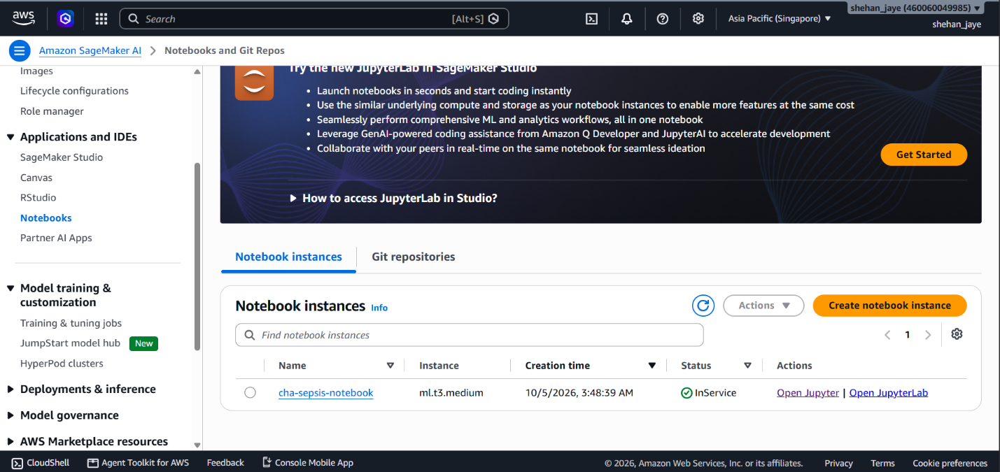 aws
Search
[Alt+S]
Asia Pacific (Singapore)
shehan_jaye (460060049985)
shehan_jaye
Amazon SageMaker AI
Notebooks and Git Repos
Images
Lifecycle configurations
Role manager
Applications and IDEs
SageMaker Studio
Canvas
RStudio
Notebooks
Partner AI Apps
Model training &
customization
Training & tuning jobs
JumpStart model hub New
HyperPod clusters
Deployments & inference
Model governance
AWS Marketplace resources
Try the new JupyterLab in SageMaker Studio
• Launch notebooks in seconds and start coding instantly
• Use the similar underlying compute and storage as your notebook instances to enable more features at the same cost
• Seamlessly perform comprehensive ML and analytics workflows, all in one notebook
• Leverage GenAI-powered coding assistance from Amazon Q Developer and JupyterAI to accelerate development
• Collaborate with your peers in real-time on the same notebook for seamless ideation
Get Started
How to access JupyterLab in Studio?
Notebook instances Git repositories
Notebook instances Info
Actions
Create notebook instance
Find notebook instances
1
Name Instance Creation time Status Actions
cha-sepsis-notebook ml.t3.medium 10/5/2026, 3:48:39 AM InService Open Jupyter | Open JupyterLab
CloudShell Agent Toolkit for AWS Feedback Console Mobile App
© 2026, Amazon Web Services, Inc. or its affiliates. Privacy Terms Cookie preferences